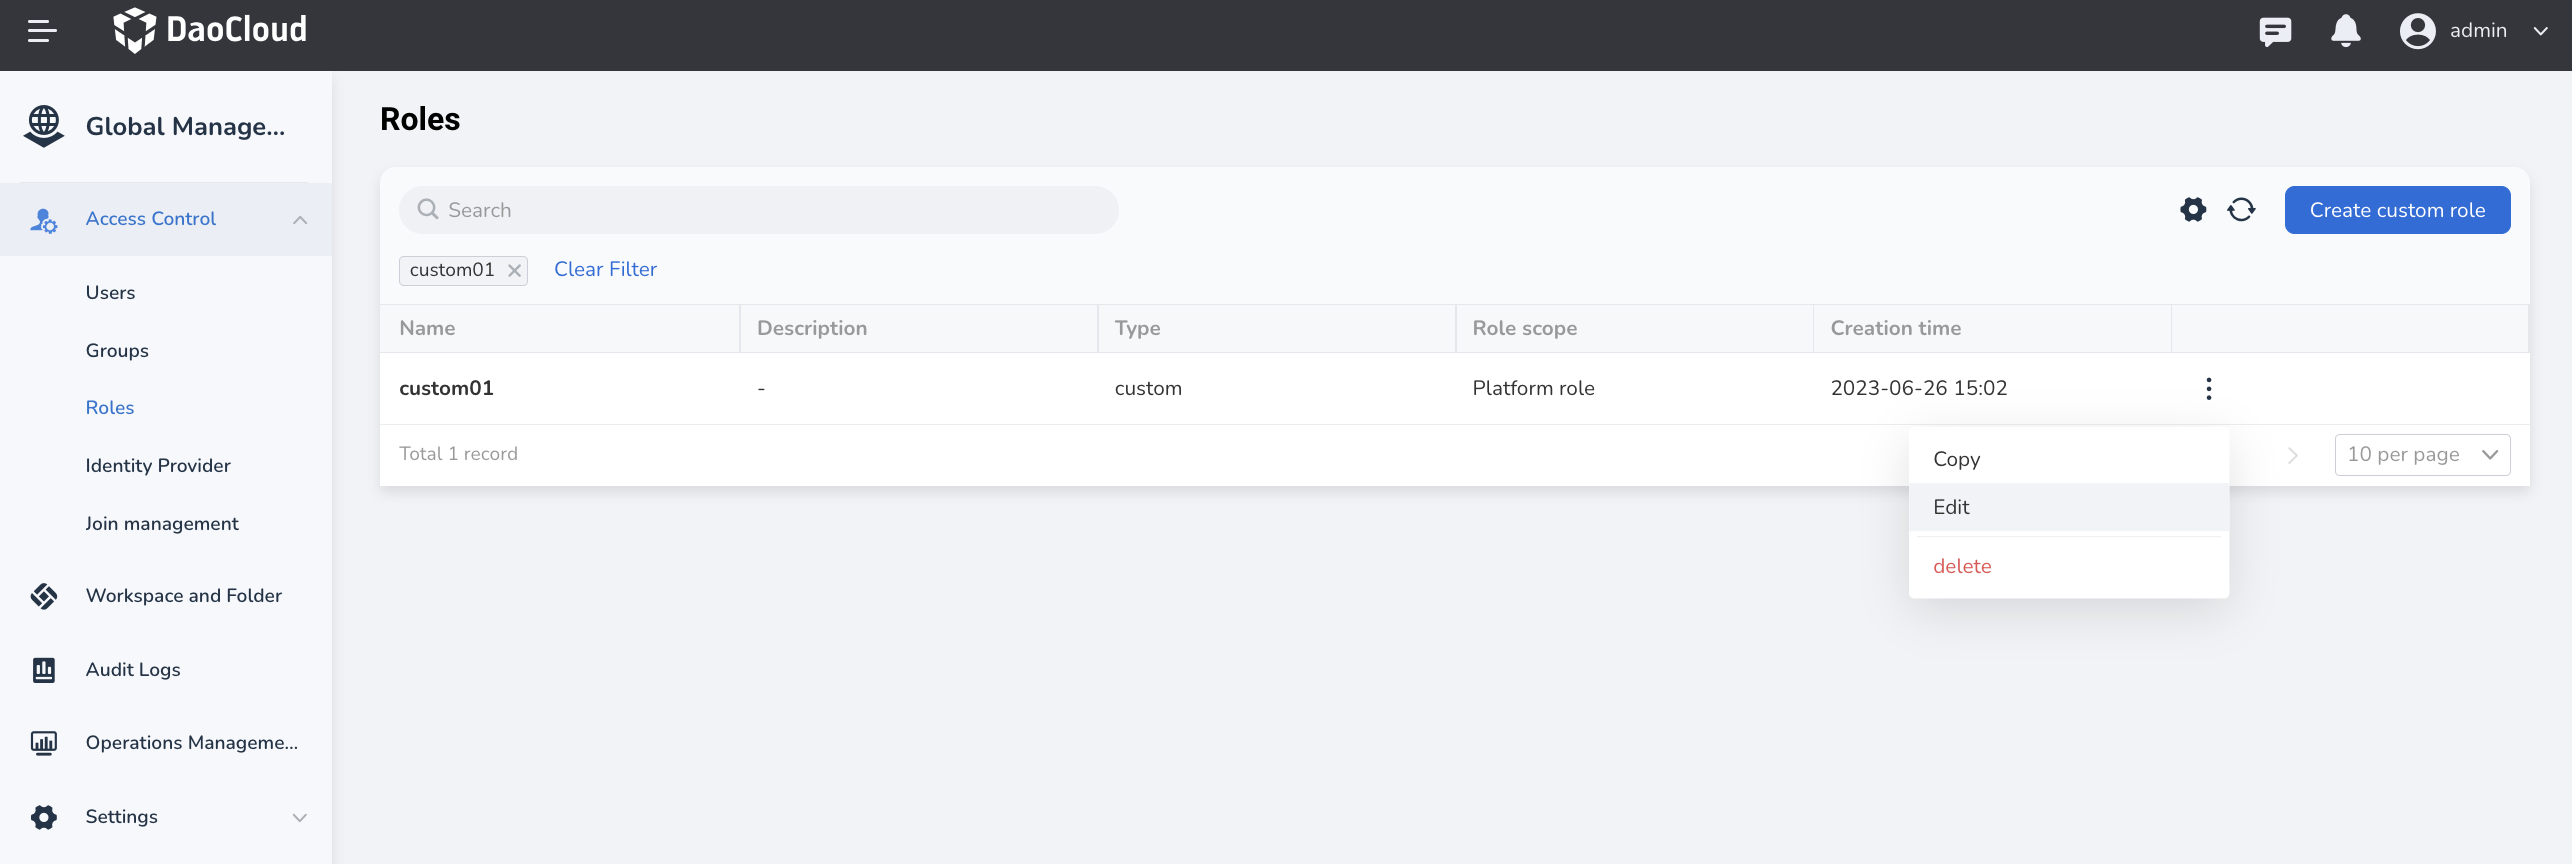 DaoCloud
admin
Global Manage...
Access Control
Users
Groups
Roles
Identity Provider
Join management
Workspace and Folder
Audit Logs
Operations Manageme...
Settings
Roles
Search
Create custom role
custom01
Clear Filter
Name Description Type Role scope Creation time
custom01 - custom Platform role 2023-06-26 15:02
Total 1 record
10 per page
Copy
Edit
delete